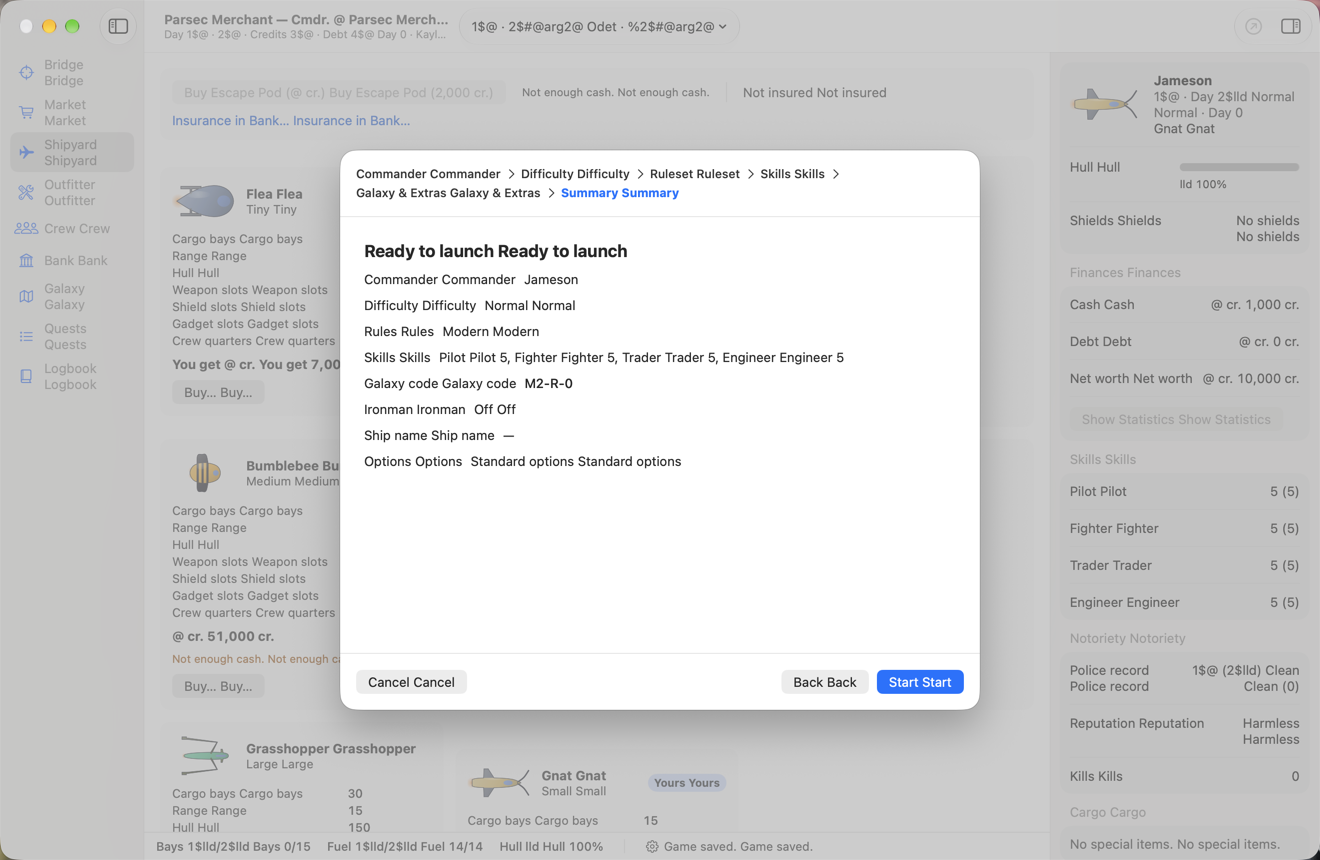 Parsec Merchant — Cmdr. @ Parsec Merch...
Day 1$@ · 2$@ · Credits 3$@ · Debt 4$@ Day 0 · Kayl...
1$@ · 2$#@arg2@ Odet · %2$#@arg2@
Bridge
Bridge
Market
Market
Shipyard
Shipyard
Outfitter
Outfitter
Crew Crew
Bank Bank
Galaxy
Galaxy
Quests
Quests
Logbook
Logbook
Buy Escape Pod (@ cr.) Buy Escape Pod (2,000 cr.)
Not enough cash. Not enough cash.
Not insured Not insured
Insurance in Bank... Insurance in Bank...
Flea Flea
Tiny Tiny
Cargo bays Cargo bays
Range Range
Hull Hull
Weapon slots Weapon slots
Shield slots Shield slots
Gadget slots Gadget slots
Crew quarters Crew quarters
You get @ cr. You get 7,00
Buy... Buy...
Bumblebee Bu
Medium Medium
Cargo bays Cargo bays
Range Range
Hull Hull
Weapon slots Weapon slots
Shield slots Shield slots
Gadget slots Gadget slots
Crew quarters Crew quarters
@ cr. 51,000 cr.
Not enough cash. Not enough ca
Buy... Buy...
Grasshopper Grasshopper
Large Large
Cargo bays Cargo bays 30
Range Range 15
Hull Hull 150
Gnat Gnat
Small Small
Yours Yours
Cargo bays Cargo bays 15
Commander Commander > Difficulty Difficulty > Ruleset Ruleset > Skills Skills >
Galaxy & Extras Galaxy & Extras > Summary Summary
Ready to launch Ready to launch
Commander Commander Jameson
Difficulty Difficulty Normal Normal
Rules Rules Modern Modern
Skills Skills Pilot Pilot 5, Fighter Fighter 5, Trader Trader 5, Engineer Engineer 5
Galaxy code Galaxy code M2-R-0
Ironman Ironman Off Off
Ship name Ship name —
Options Options Standard options Standard options
Cancel Cancel
Back Back
Start Start
Jameson
1$@ · Day 2$lld Normal
Normal · Day 0
Gnat Gnat
Hull Hull
lld 100%
Shields Shields No shields
No shields
Finances Finances
Cash Cash @ cr. 1,000 cr.
Debt Debt @ cr. 0 cr.
Net worth Net worth @ cr. 10,000 cr.
Show Statistics Show Statistics
Skills Skills
Pilot Pilot 5 (5)
Fighter Fighter 5 (5)
Trader Trader 5 (5)
Engineer Engineer 5 (5)
Notoriety Notoriety
Police record 1$@ (2$lld) Clean
Police record Clean (0)
Reputation Reputation Harmless
Harmless
Kills Kills 0
Cargo Cargo
No special items. No special items.
Bays 1$lld/2$lld Bays 0/15
Fuel 1$lld/2$lld Fuel 14/14
Hull lld Hull 100%
Game saved. Game saved.